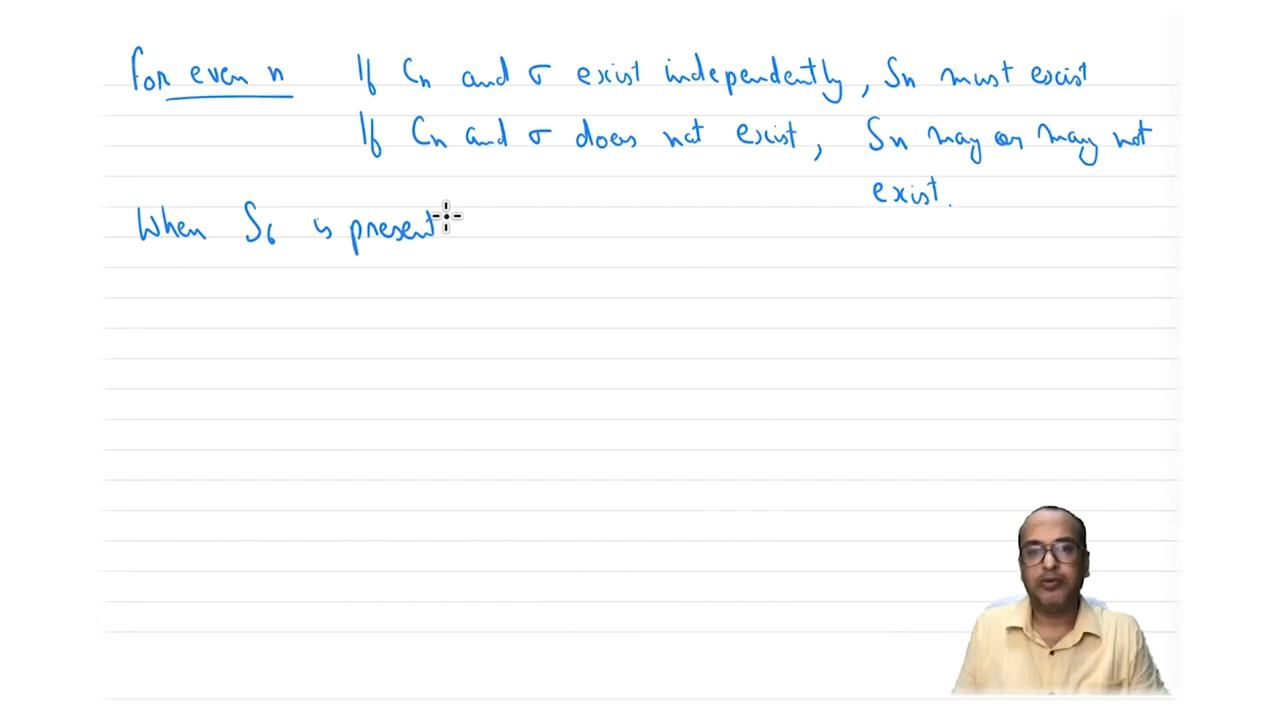 For even n If Cn and σ exist independently, Sn must exist
If Cn and σ does not exist, Sn may or may not
exist.
When S6 is present